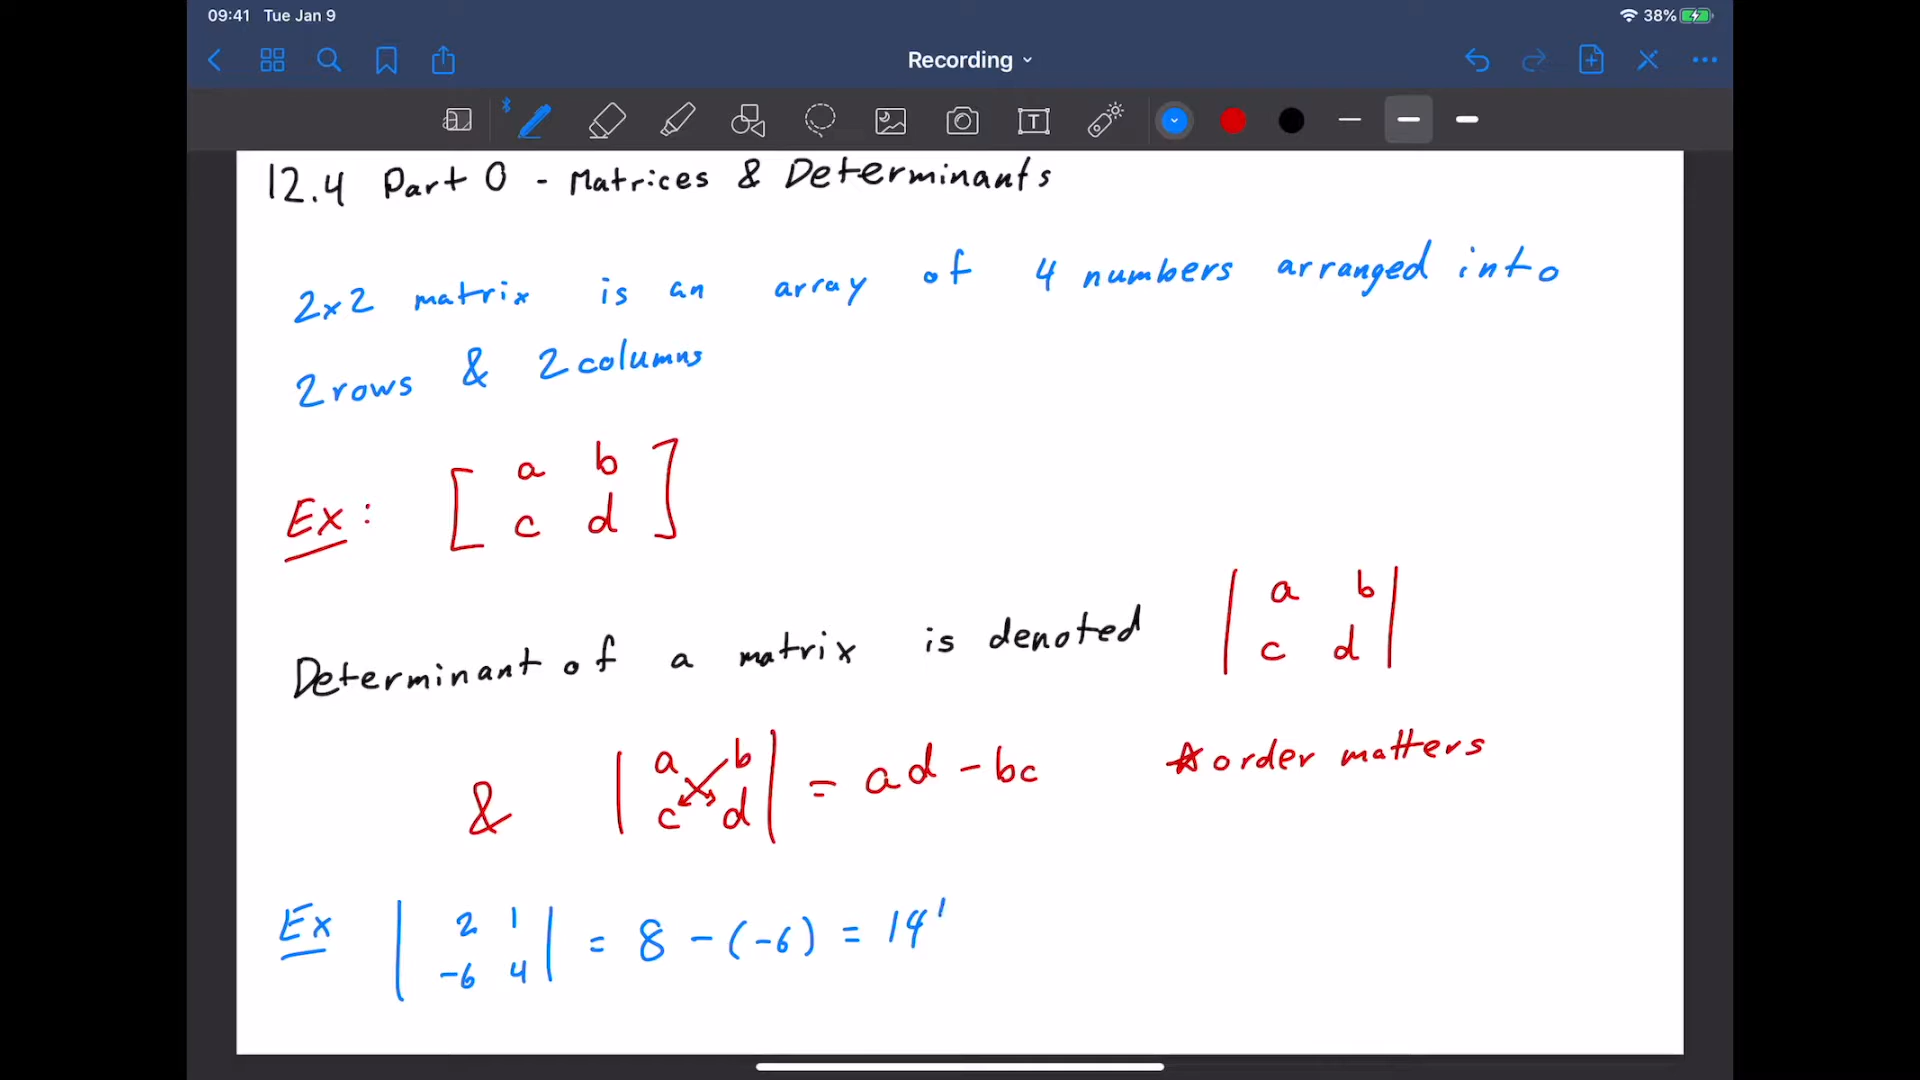 09:41 Tue Jan 9
38%
Recording
T
12.4 Part 0 - Matrices & Determinants
2x2 matrix is an array of 4 numbers arranged into
2 rows & 2 columns
Ex: [ a b
c d ]
Determinant of a matrix is denoted | a b
c d |
& | a b
c d | = ad - bc ☆ order matters
Ex | 2 1
-6 4 | = 8 - (-6) = 14